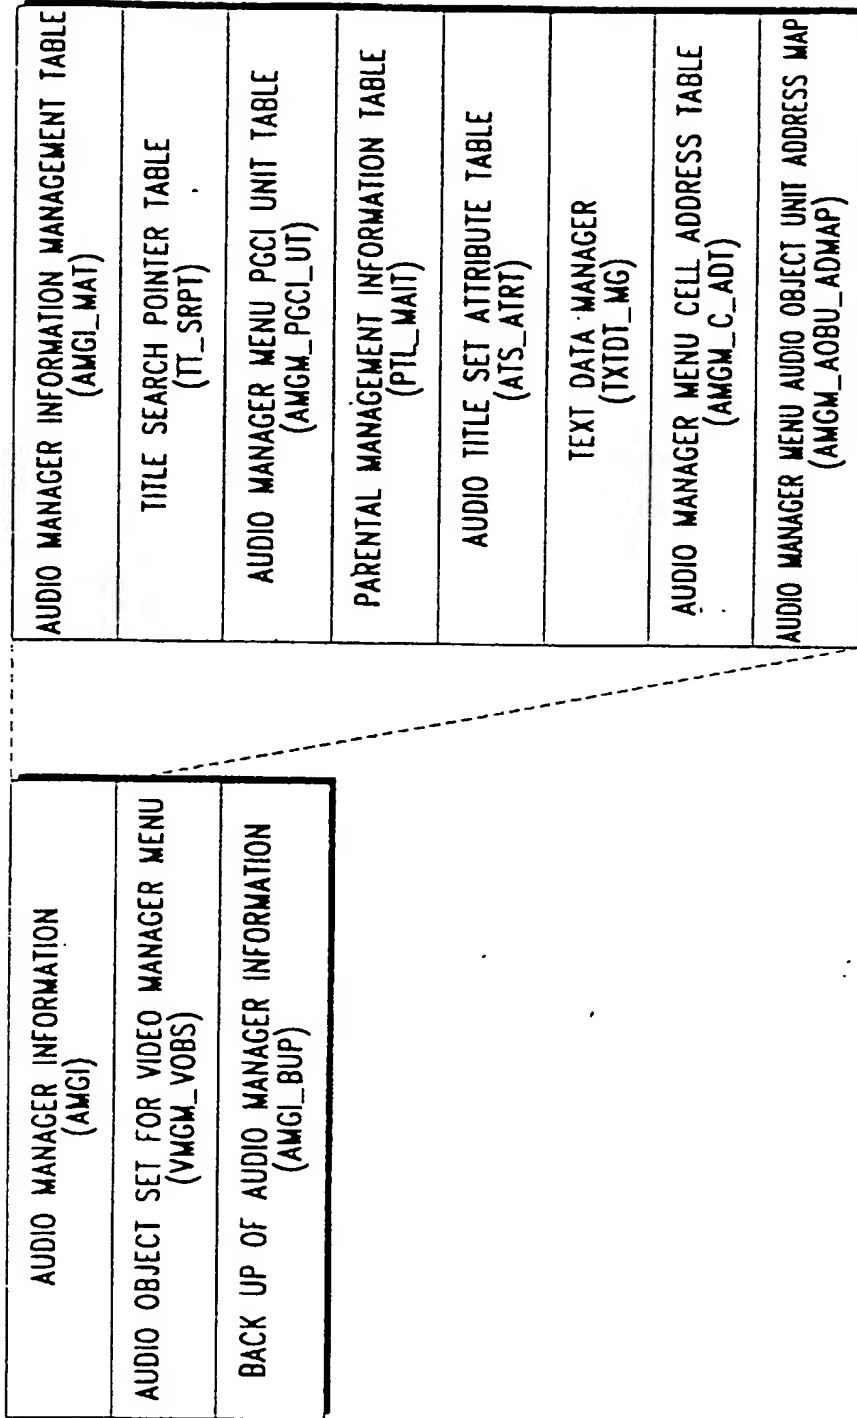 AUDIO MANAGER INFORMATION
(AMGI)
AUDIO OBJECT SET FOR VIDEO MANAGER MENU
(VMGM_VOBS)
BACK UP OF AUDIO MANAGER INFORMATION
(AMGI_BUP)
AUDIO MANAGER INFORMATION MANAGEMENT TABLE
(AMGI_MAT)
TITLE SEARCH POINTER TABLE
(TT_SRPT)
AUDIO MANAGER MENU PGCI UNIT TABLE
(AMGM_PGCI_UT)
PARENTAL MANAGEMENT INFORMATION TABLE
(PTL_MAIT)
AUDIO TITLE SET ATTRIBUTE TABLE
(ATS_ATRT)
TEXT DATA MANAGER
(TXTDT_MG)
AUDIO MANAGER MENU CELL ADDRESS TABLE
(AMGM_C_ADT)
AUDIO MANAGER MENU AUDIO OBJECT UNIT ADDRESS MAP
(AMGM_AOBU_ADMAP)